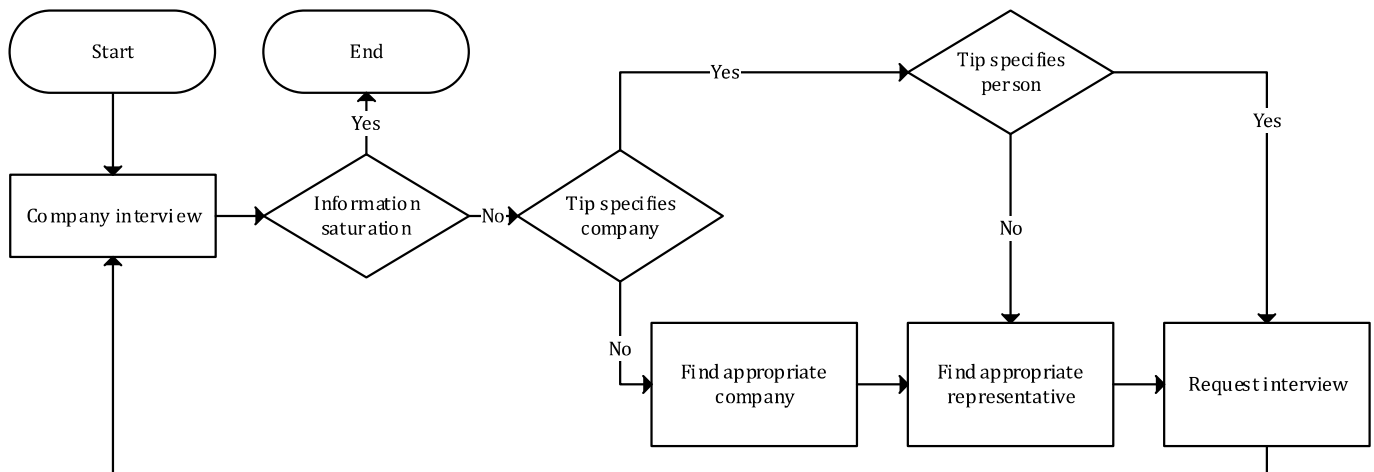 Start
End
Tip specifies
person
Yes
Yes
Yes
Company interview
Information
saturation
No
Tip specifies
company
No
No
Find appropriate
company
Find appropriate
representative
Request interview